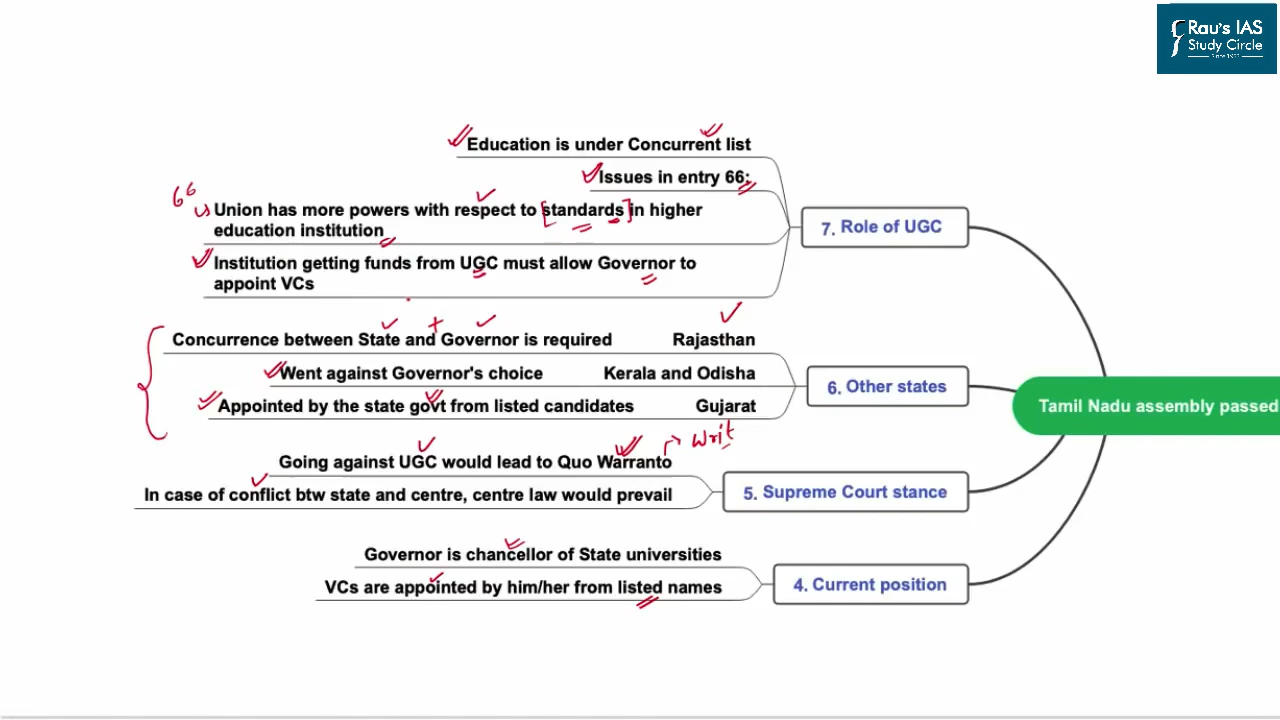 Rau's IAS
Study Circle
Education is under Concurrent list
Issues in entry 66:
66
Union has more powers with respect to standards in higher
education institution
Institution getting funds from UGC must allow Governor to
appoint VCs
7. Role of UGC
Concurrence between State and Governor is required Rajasthan
Went against Governor's choice Kerala and Odisha
Appointed by the state govt from listed candidates Gujarat
6. Other states
Tamil Nadu assembly passed
Writ
Going against UGC would lead to Quo Warranto
In case of conflict btw state and centre, centre law would prevail
5. Supreme Court stance
Governor is chancellor of State universities
VCs are appointed by him/her from listed names
4. Current position